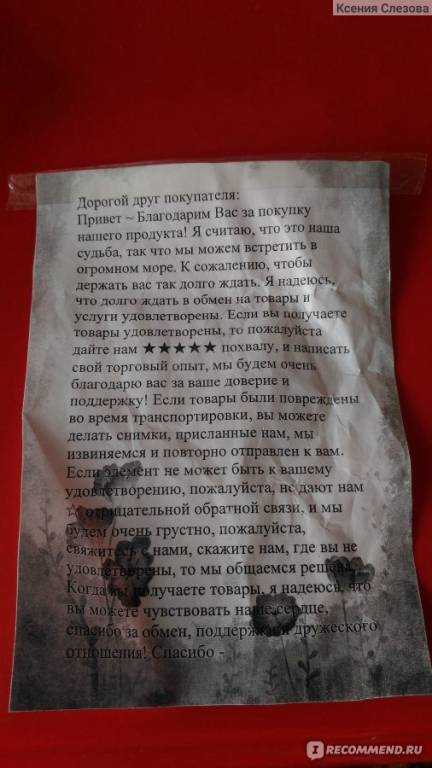 Ксения Слезова
Дорогой друг покупателя:
Привет ~ Благодарим Вас за покупку
нашего продукта! Я считаю, что это наша
судьба, так что мы можем встретить в
огромном море. К сожалению, чтобы
держать вас так долго ждать. Я надеюсь,
что долго ждать в обмен на товары и
услуги удовлетворены. Если вы получаете
товары удовлетворены, то пожалуйста
дайте нам ★★★★★ похвалу, и написать
свой торговый опыт, мы будем очень
благодарю вас за ваше доверие и
поддержку! Если товары были повреждены
во время транспортировки, вы можете
делать снимки, присланные нам, мы
извиняемся и повторно отправлен к вам.
Если элемент не может быть к вашему
удовлетворению, пожалуйста, не дают нам
☆ отрицательной обратной связи, и мы
будем очень грустно, пожалуйста,
свяжитесь с нами, скажите нам, где вы не
удовлетворены, то мы общаемся решены.
Когда вы получаете товары, я надеюсь, что
вы можете чувствовать наше сердце,
спасибо за обмен, поддержания дружеского
отношения! Спасибо -
IRECOMMEND.RU